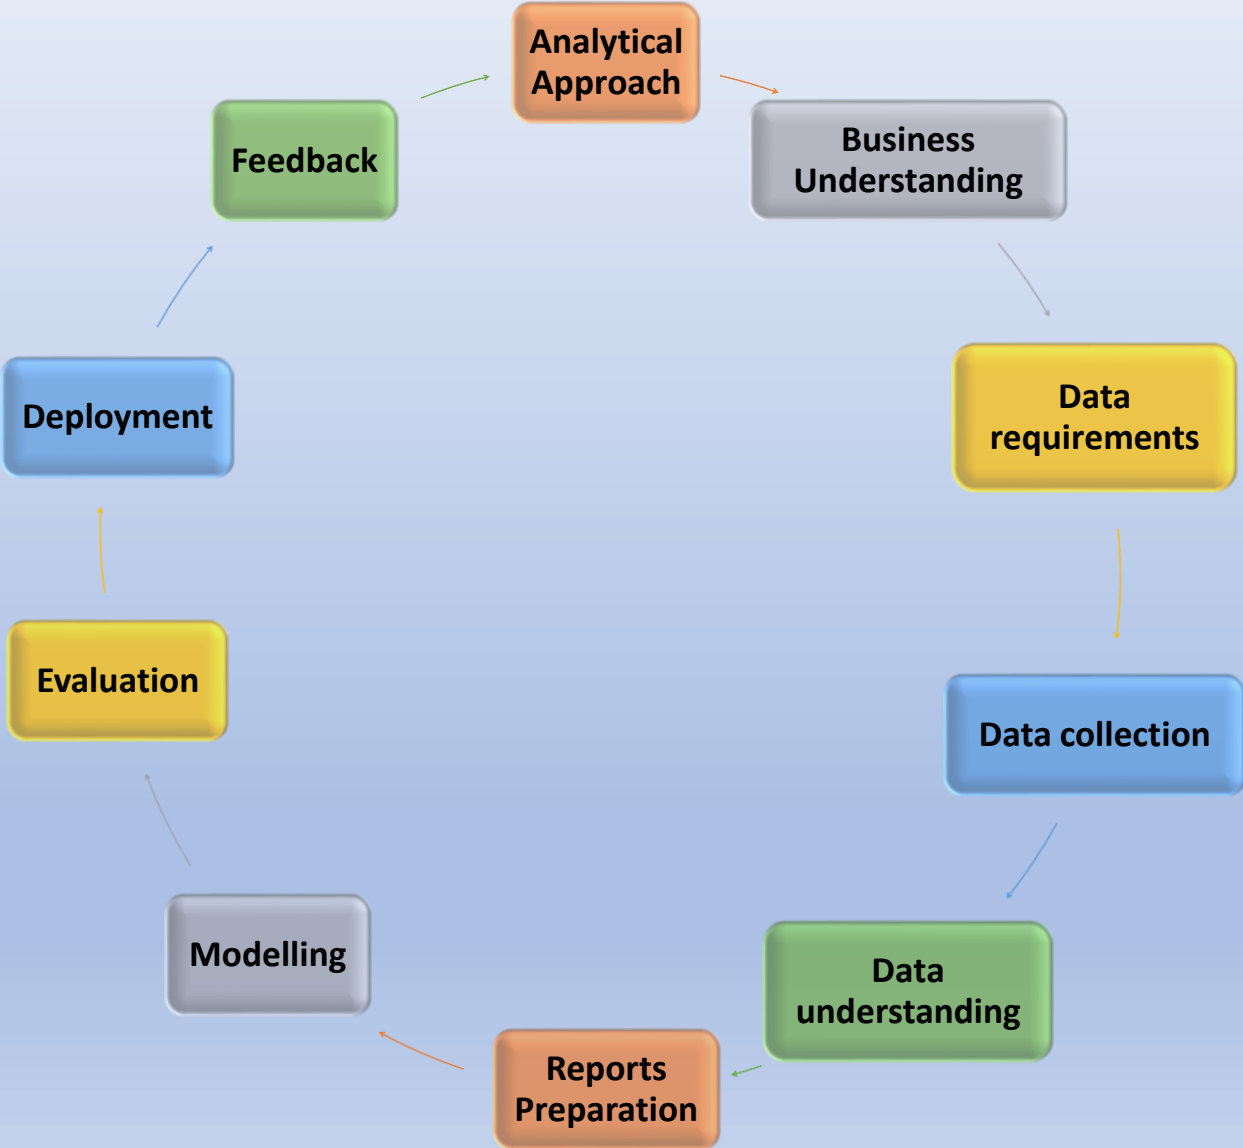 Analytical
Approach
Business
Understanding
Data
requirements
Data collection
Data
understanding
Reports
Preparation
Modelling
Evaluation
Deployment
Feedback